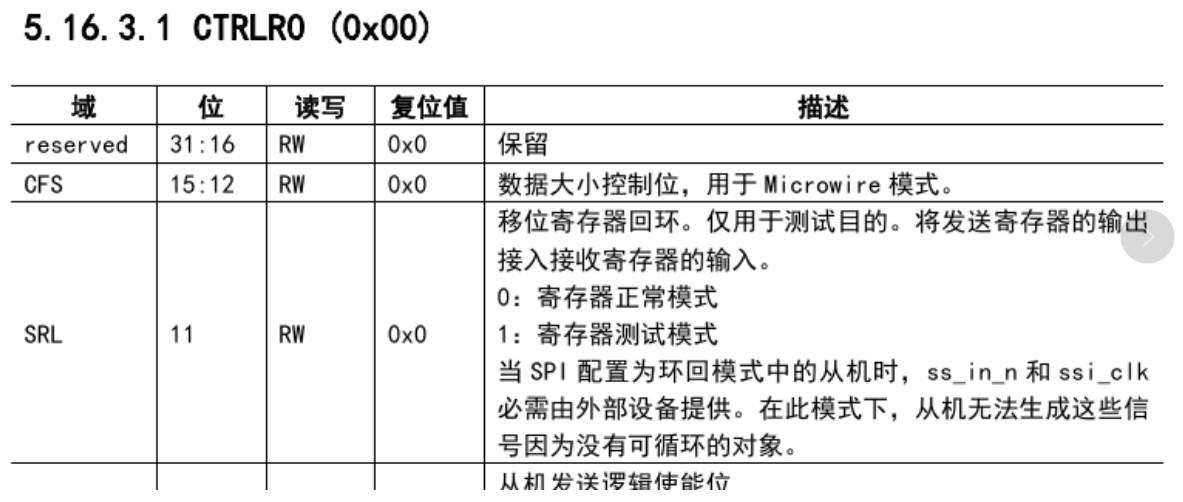 5.16.3.1 CTRLR0 (0x00)
域 位 读写 复位值 描述
reserved 31:16 RW 0x0 保留
CFS 15:12 RW 0x0 数据大小控制位，用于 Microwire 模式。
移位寄存器回环。仅用于测试目的。将发送寄存器的输出
接入接收寄存器的输入。
0：寄存器正常模式
SRL 11 RW 0x0 1：寄存器测试模式
当 SPI 配置为环回模式中的从机时，ss_in_n 和 ssi_clk
必需由外部设备提供。在此模式下，从机无法生成这些信
号因为没有可循环的对象。
从机发送逻辑使能位